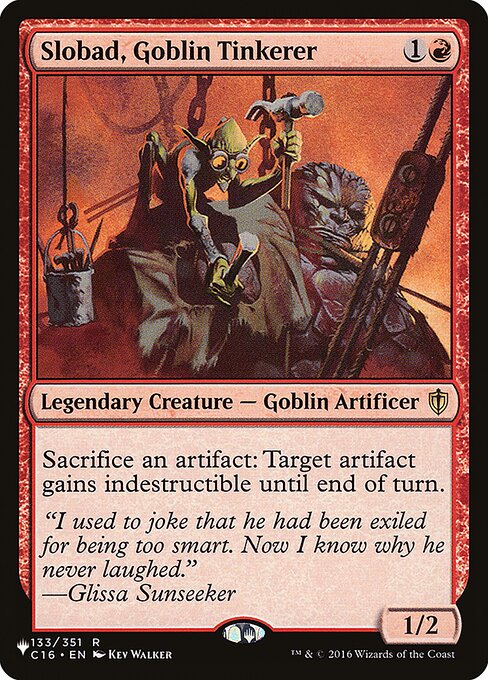 Slobad, Goblin Tinkerer 1
Legendary Creature — Goblin Artificer
Sacrifice an artifact: Target artifact
gains indestructible until end of turn.
“I used to joke that he had been exiled
for being too smart. Now I know why he
never laughed.”
—Glissa Sunseeker
1/2
133/351 R
C16 • EN Kev Walker ™ & © 2016 Wizards of the Coast